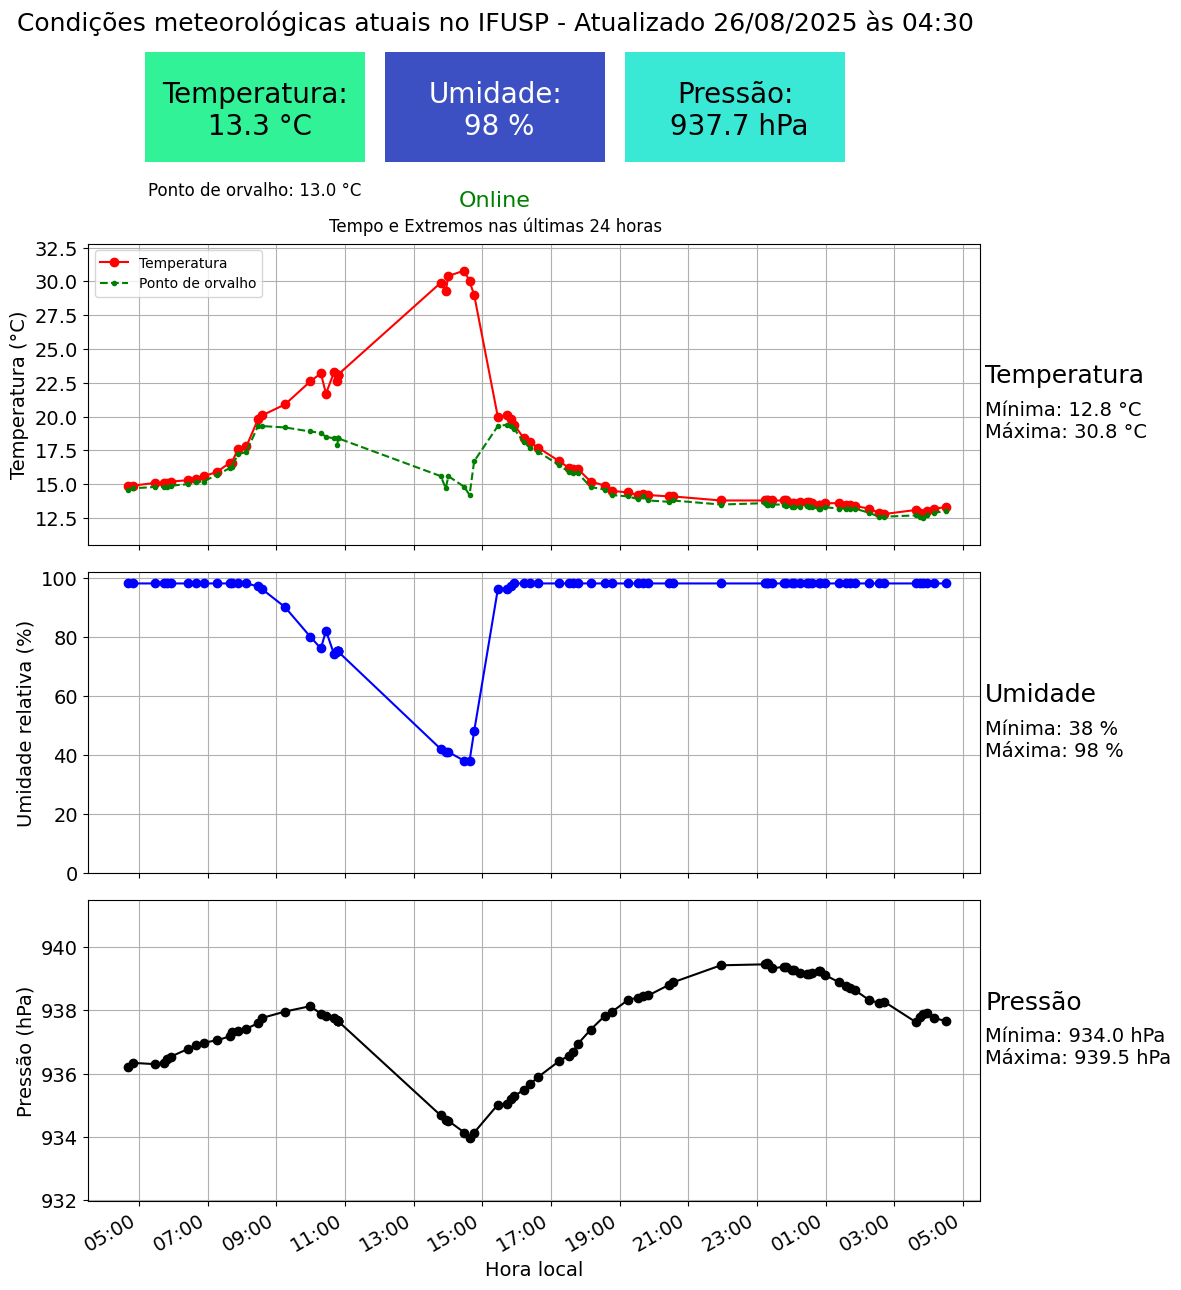 Condições meteorológicas atuais no IFUSP - Atualizado 26/08/2025 às 04:30
Temperatura:
13.3 °C
Umidade:
98 %
Pressão:
937.7 hPa
Ponto de orvalho: 13.0 °C
Online
Tempo e Extremos nas últimas 24 horas
Temperatura (°C)
32.5
30.0
27.5
25.0
22.5
20.0
17.5
15.0
12.5
Temperatura
Ponto de orvalho
Temperatura
Mínima: 12.8 °C
Máxima: 30.8 °C
Umidade relativa (%)
100
80
60
40
20
0
Umidade
Mínima: 38 %
Máxima: 98 %
Pressão (hPa)
940
938
936
934
932
Pressão
Mínima: 934.0 hPa
Máxima: 939.5 hPa
05:00 07:00 09:00 11:00 13:00 15:00 17:00 19:00 21:00 23:00 01:00 03:00 05:00
Hora local